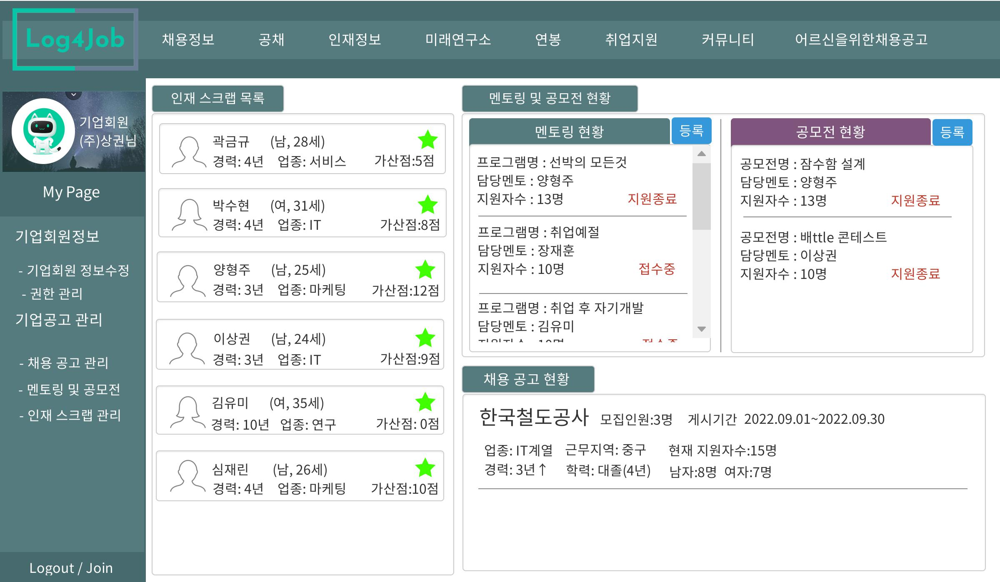 Log4Job
채용정보 공채 인재정보 미래연구소 연봉 취업지원 커뮤니티 어르신을위한채용공고
기업회원
(주)상권님
My Page
기업회원정보
- 기업회원 정보수정
- 권한 관리
기업공고 관리
- 채용 공고 관리
- 멘토링 및 공모전
- 인재 스크랩 관리
Logout / Join
인재 스크랩 목록
곽금규 (남, 28세)
경력: 4년 업종: 서비스 가산점:5점
박수현 (여, 31세)
경력: 4년 업종: IT 가산점:8점
양형주 (남, 25세)
경력: 3년 업종: 마케팅 가산점:12점
이상권 (남, 24세)
경력: 3년 업종: IT 가산점:9점
김유미 (여, 35세)
경력: 10년 업종: 연구 가산점: 0점
심재린 (남, 26세)
경력: 4년 업종: 마케팅 가산점:10점
멘토링 및 공모전 현황
멘토링 현황 등록
프로그램명 : 선박의 모든것
담당멘토 : 양형주
지원자수 : 13명 지원종료
프로그램명 : 취업예절
담당멘토 : 장재훈
지원자수 : 10명 접수중
프로그램명 : 취업 후 자기개발
담당멘토 : 김유미
공모전 현황 등록
공모전명 : 잠수함 설계
담당멘토 : 양형주
지원자수 : 13명 지원종료
공모전명 : 배ttle 콘테스트
담당멘토 : 이상권
지원자수 : 10명 지원종료
채용 공고 현황
한국철도공사 모집인원:3명 게시기간 2022.09.01~2022.09.30
업종: IT계열 근무지역: 중구 현재 지원자수:15명
경력: 3년↑ 학력: 대졸(4년) 남자:8명 여자:7명